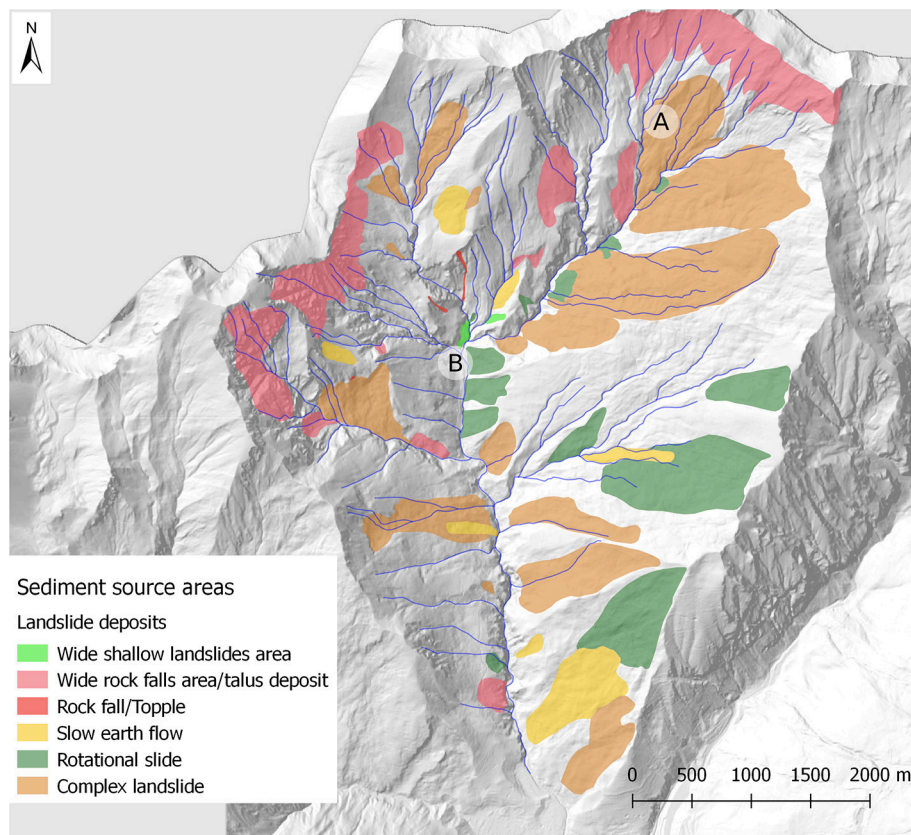 N
A
B
Sediment source areas
Landslide deposits
Wide shallow landslides area
Wide rock falls area/talus deposit
Rock fall/Topple
Slow earth flow
Rotational slide
Complex landslide
0 500 1000 1500 2000 m